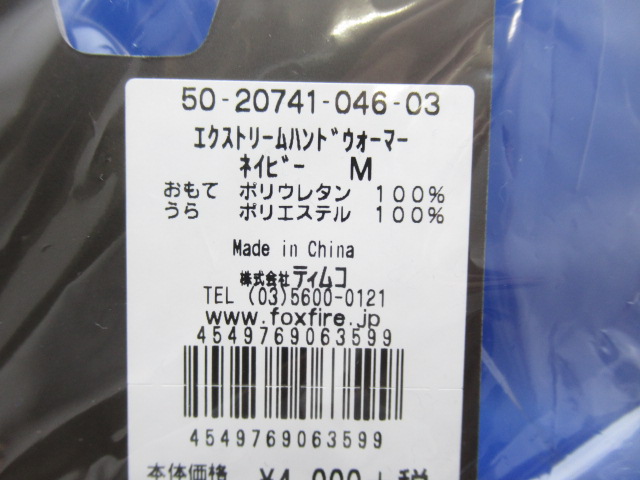 50-20741-046-03
エクストリームハンドウォーマー
ネイビー M
おもて ポリウレタン 100%
うら ポリエステル 100%
Made in China
株式会社ティムコ
TEL (03)5600-0121
www.foxfire.jp
4549769063599
4549769063599
本体価格 ¥4,000+税